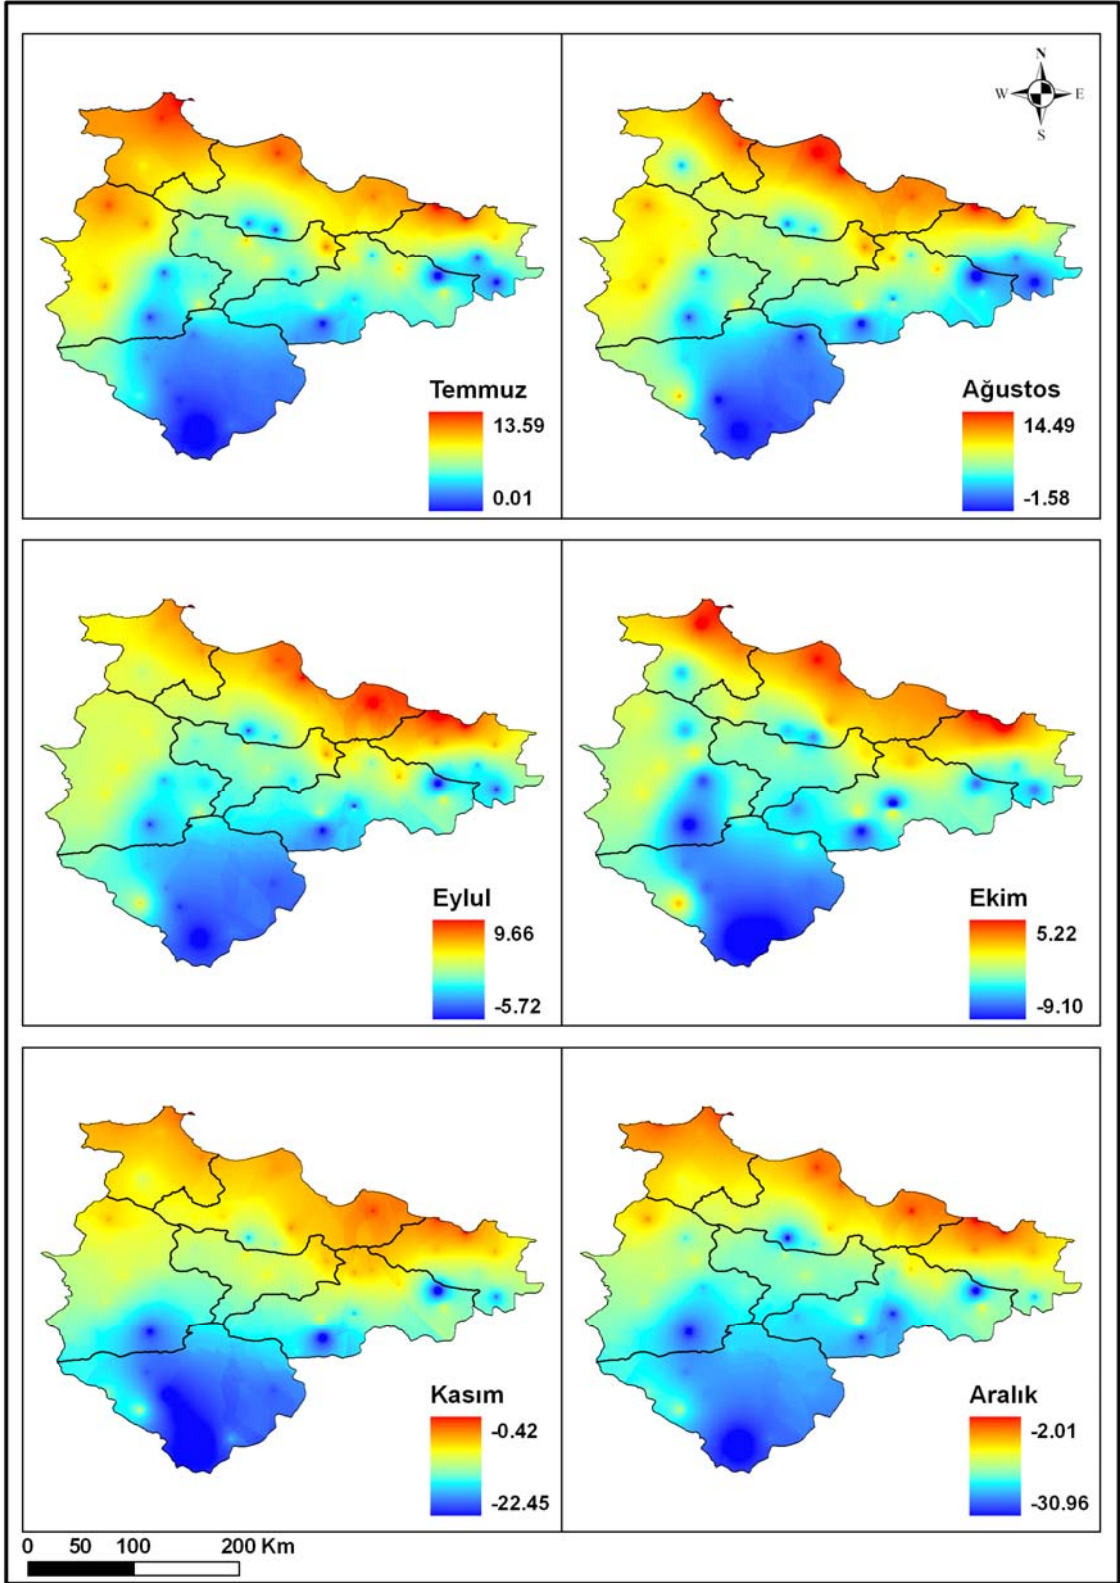 N
W E
S
Temmuz
13.59
0.01
Ağustos
14.49
-1.58
Eylul
9.66
-5.72
Ekim
5.22
-9.10
Kasım
-0.42
-22.45
Aralık
-2.01
-30.96
0 50 100 200 Km